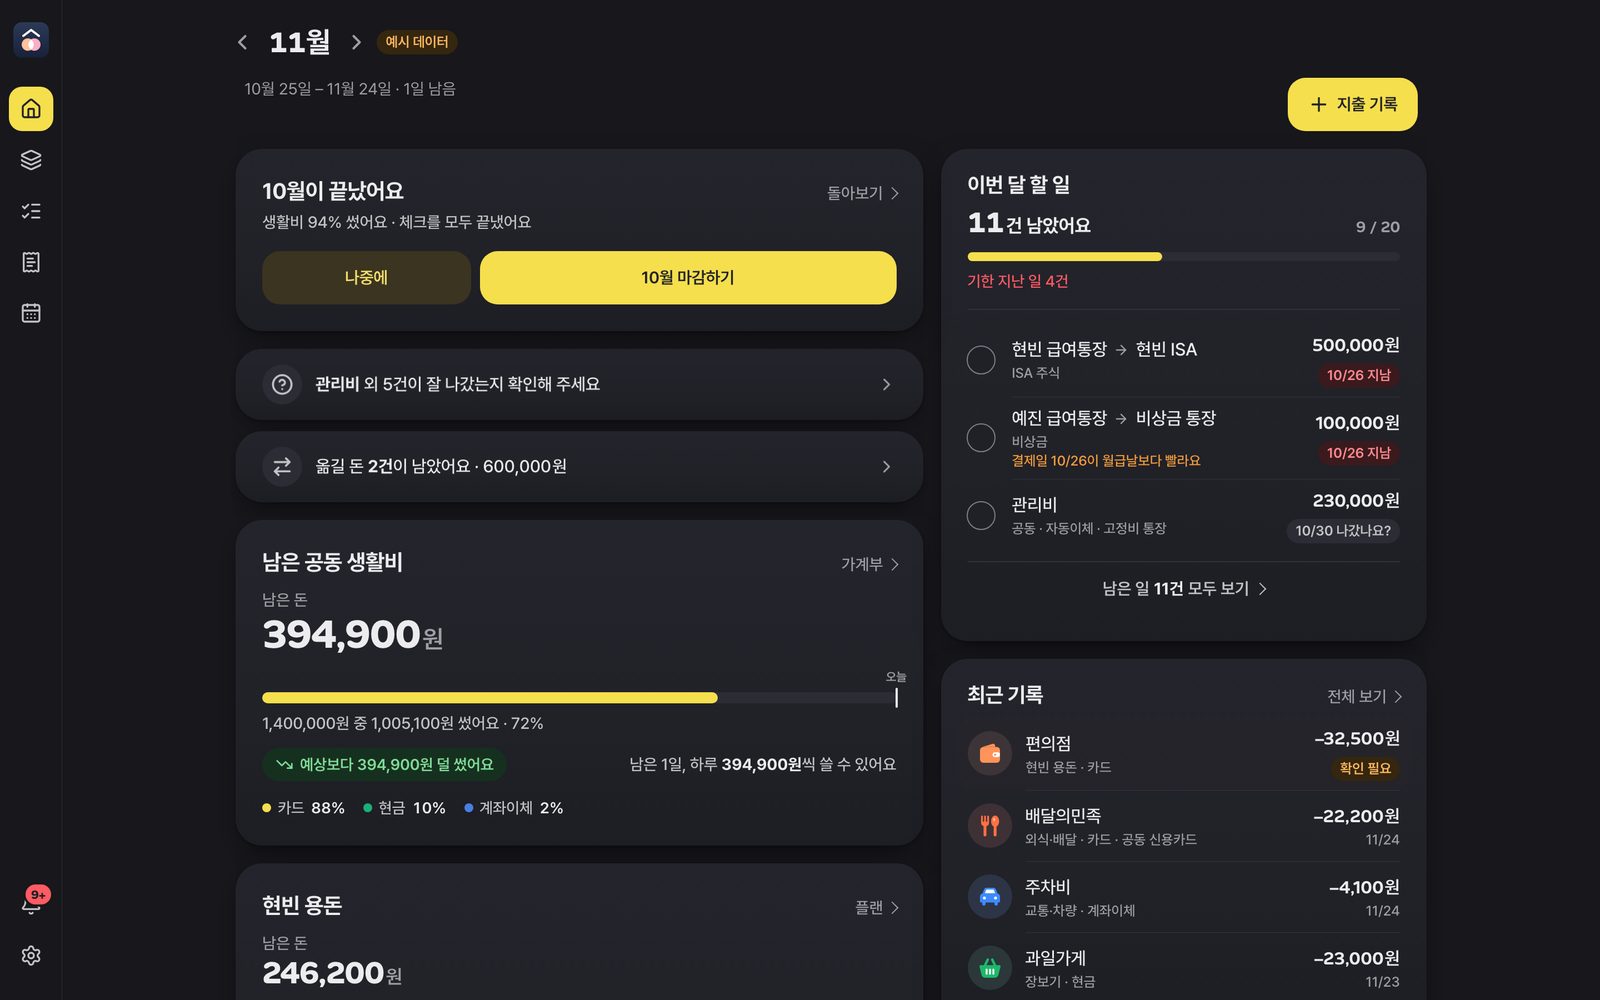 11월
예시 데이터
10월 25일 – 11월 24일 · 1일 남음
+ 지출 기록
10월이 끝났어요
돌아보기
생활비 94% 썼어요 · 체크를 모두 끝냈어요
나중에
10월 마감하기
관리비 외 5건이 잘 나갔는지 확인해 주세요
옮길 돈 2건이 남았어요 · 600,000원
남은 공동 생활비
가계부
남은 돈
394,900원
오늘
1,400,000원 중 1,005,100원 썼어요 · 72%
예상보다 394,900원 덜 썼어요
남은 1일, 하루 394,900원씩 쓸 수 있어요
카드 88%
현금 10%
계좌이체 2%
현빈 용돈
플랜
남은 돈
246,200원
이번 달 할 일
11건 남았어요
9 / 20
기한 지난 일 4건
현빈 급여통장 → 현빈 ISA
500,000원
ISA 주식
10/26 지남
예진 급여통장 → 비상금 통장
100,000원
비상금
10/26 지남
결제일 10/26이 월급날보다 빨라요
관리비
230,000원
공동 · 자동이체 · 고정비 통장
10/30 나갔나요?
남은 일 11건 모두 보기
최근 기록
전체 보기
편의점
–32,500원
현빈 용돈 · 카드
확인 필요
배달의민족
–22,200원
외식·배달 · 카드 · 공동 신용카드
11/24
주차비
–4,100원
교통·차량 · 계좌이체
11/24
과일가게
–23,000원
장보기 · 현금
11/23
9+